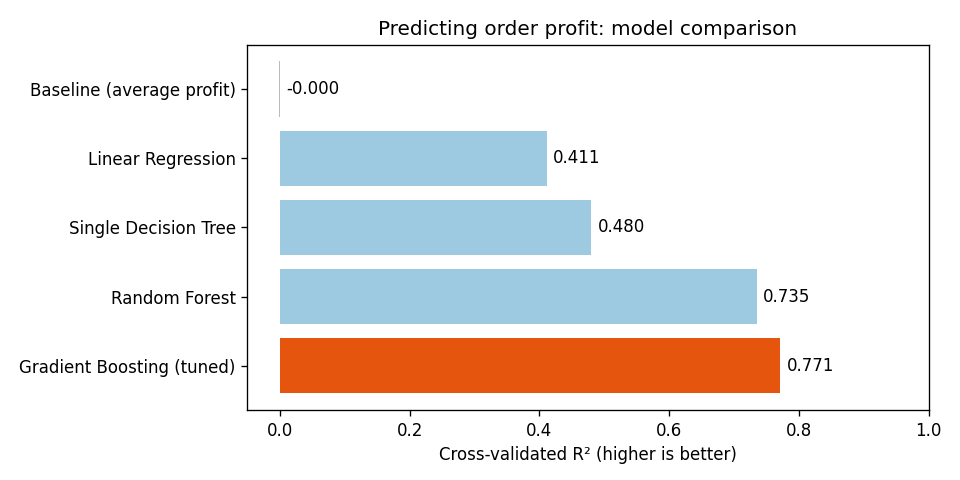 Predicting order profit: model comparison
Baseline (average profit)
-0.000
Linear Regression
0.411
Single Decision Tree
0.480
Random Forest
0.735
Gradient Boosting (tuned)
0.771
0.0 0.2 0.4 0.6 0.8 1.0
Cross-validated R² (higher is better)